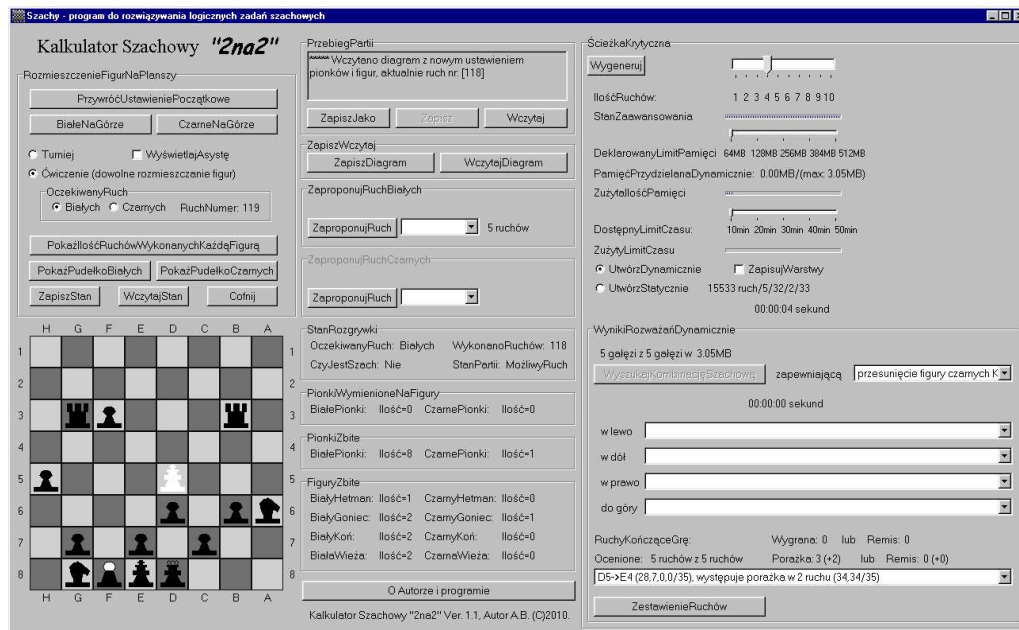 Szachy - program do rozwiązywania logicznych zadań szachowych
Kalkulator Szachowy "2na2"
RozmieszczenieFigurNaPlanszy
PrzywróćUstawieniePoczątkowe
BiałeNaGórze CzarneNaGórze
Turniej WyświetlajAsystę
Ćwiczenie (dowolne rozmieszczanie figur)
OczekiwanyRuch
Białych Czarnych RuchNumer: 119
PokażIlośćRuchówWykonanychKażdąFigurą
PokażPudełkoBiałych PokażPudełkoCzarnych
ZapiszStan WczytajStan Cofnij
H G F E D C B A
1 1
2 2
3 3
4 4
5 5
6 6
7 7
8 8
H G F E D C B A
PrzebiegPartii
***** Wczytano diagram z nowym ustawieniem
pionków i figur, aktualnie ruch nr: [118]
ZapiszJako Zapisz Wczytaj
ZapiszWczytaj
ZapiszDiagram WczytajDiagram
ZaproponujRuchBiałych
ZaproponujRuch 5 ruchów
ZaproponujRuchCzarnych
ZaproponujRuch
StanRozgrywki
OczekiwanyRuch: Białych WykonanoRuchów: 118
CzyJestSzach: Nie StanPartii: MożliwyRuch
PionkiWymienioneNaFigury
BiałePionki: Ilość=0 CzarnePionki: Ilość=0
PionkiZbite
BiałePionki: Ilość=8 CzarnePionki: Ilość=1
FiguryZbite
BiałyHetman: Ilość=1 CzarnyHetman: Ilość=0
BiałyGoniec: Ilość=2 CzarnyGoniec: Ilość=1
BiałyKoń: Ilość=2 CzarnyKoń: Ilość=0
BiałaWieża: Ilość=2 CzarnaWieża: Ilość=0
O Autorze i programie
Kalkulator Szachowy "2na2" Ver. 1.1, Autor A.B. (C)2010.
ŚcieżkaKrytyczna
Wygeneruj
IlośćRuchów: 1 2 3 4 5 6 7 8 9 10
StanZaawansowania
DeklarowanyLimitPamięci 64MB 128MB 256MB 384MB 512MB
PamięćPrzydzielanaDynamicznie: 0.00MB/(max: 3.05MB)
ZużytaIlośćPamięci
DostępnyLimitCzasu: 10min 20min 30min 40min 50min
ZużytyLimitCzasu
UtwórzDynamicznie ZapisujWarstwy
UtwórzStatycznie 15533 ruch/5/32/2/33
00:00:04 sekund
WynikiRozważańDynamicznie
5 gałęzi z 5 gałęzi w 3.05MB
WyszukajKombinacjęSzachową zapewniającą przesunięcie figury czarnych K
00:00:00 sekund
w lewo
w dół
w prawo
do góry
RuchyKończąceGrę: Wygrana: 0 lub Remis: 0
Ocenione: 5 ruchów z 5 ruchów Porażka: 3 (+2) lub Remis: 0 (+0)
D5->E4 (28,7,0,0/35), występuje porażka w 2 ruchu (34,34/35)
ZestawienieRuchów